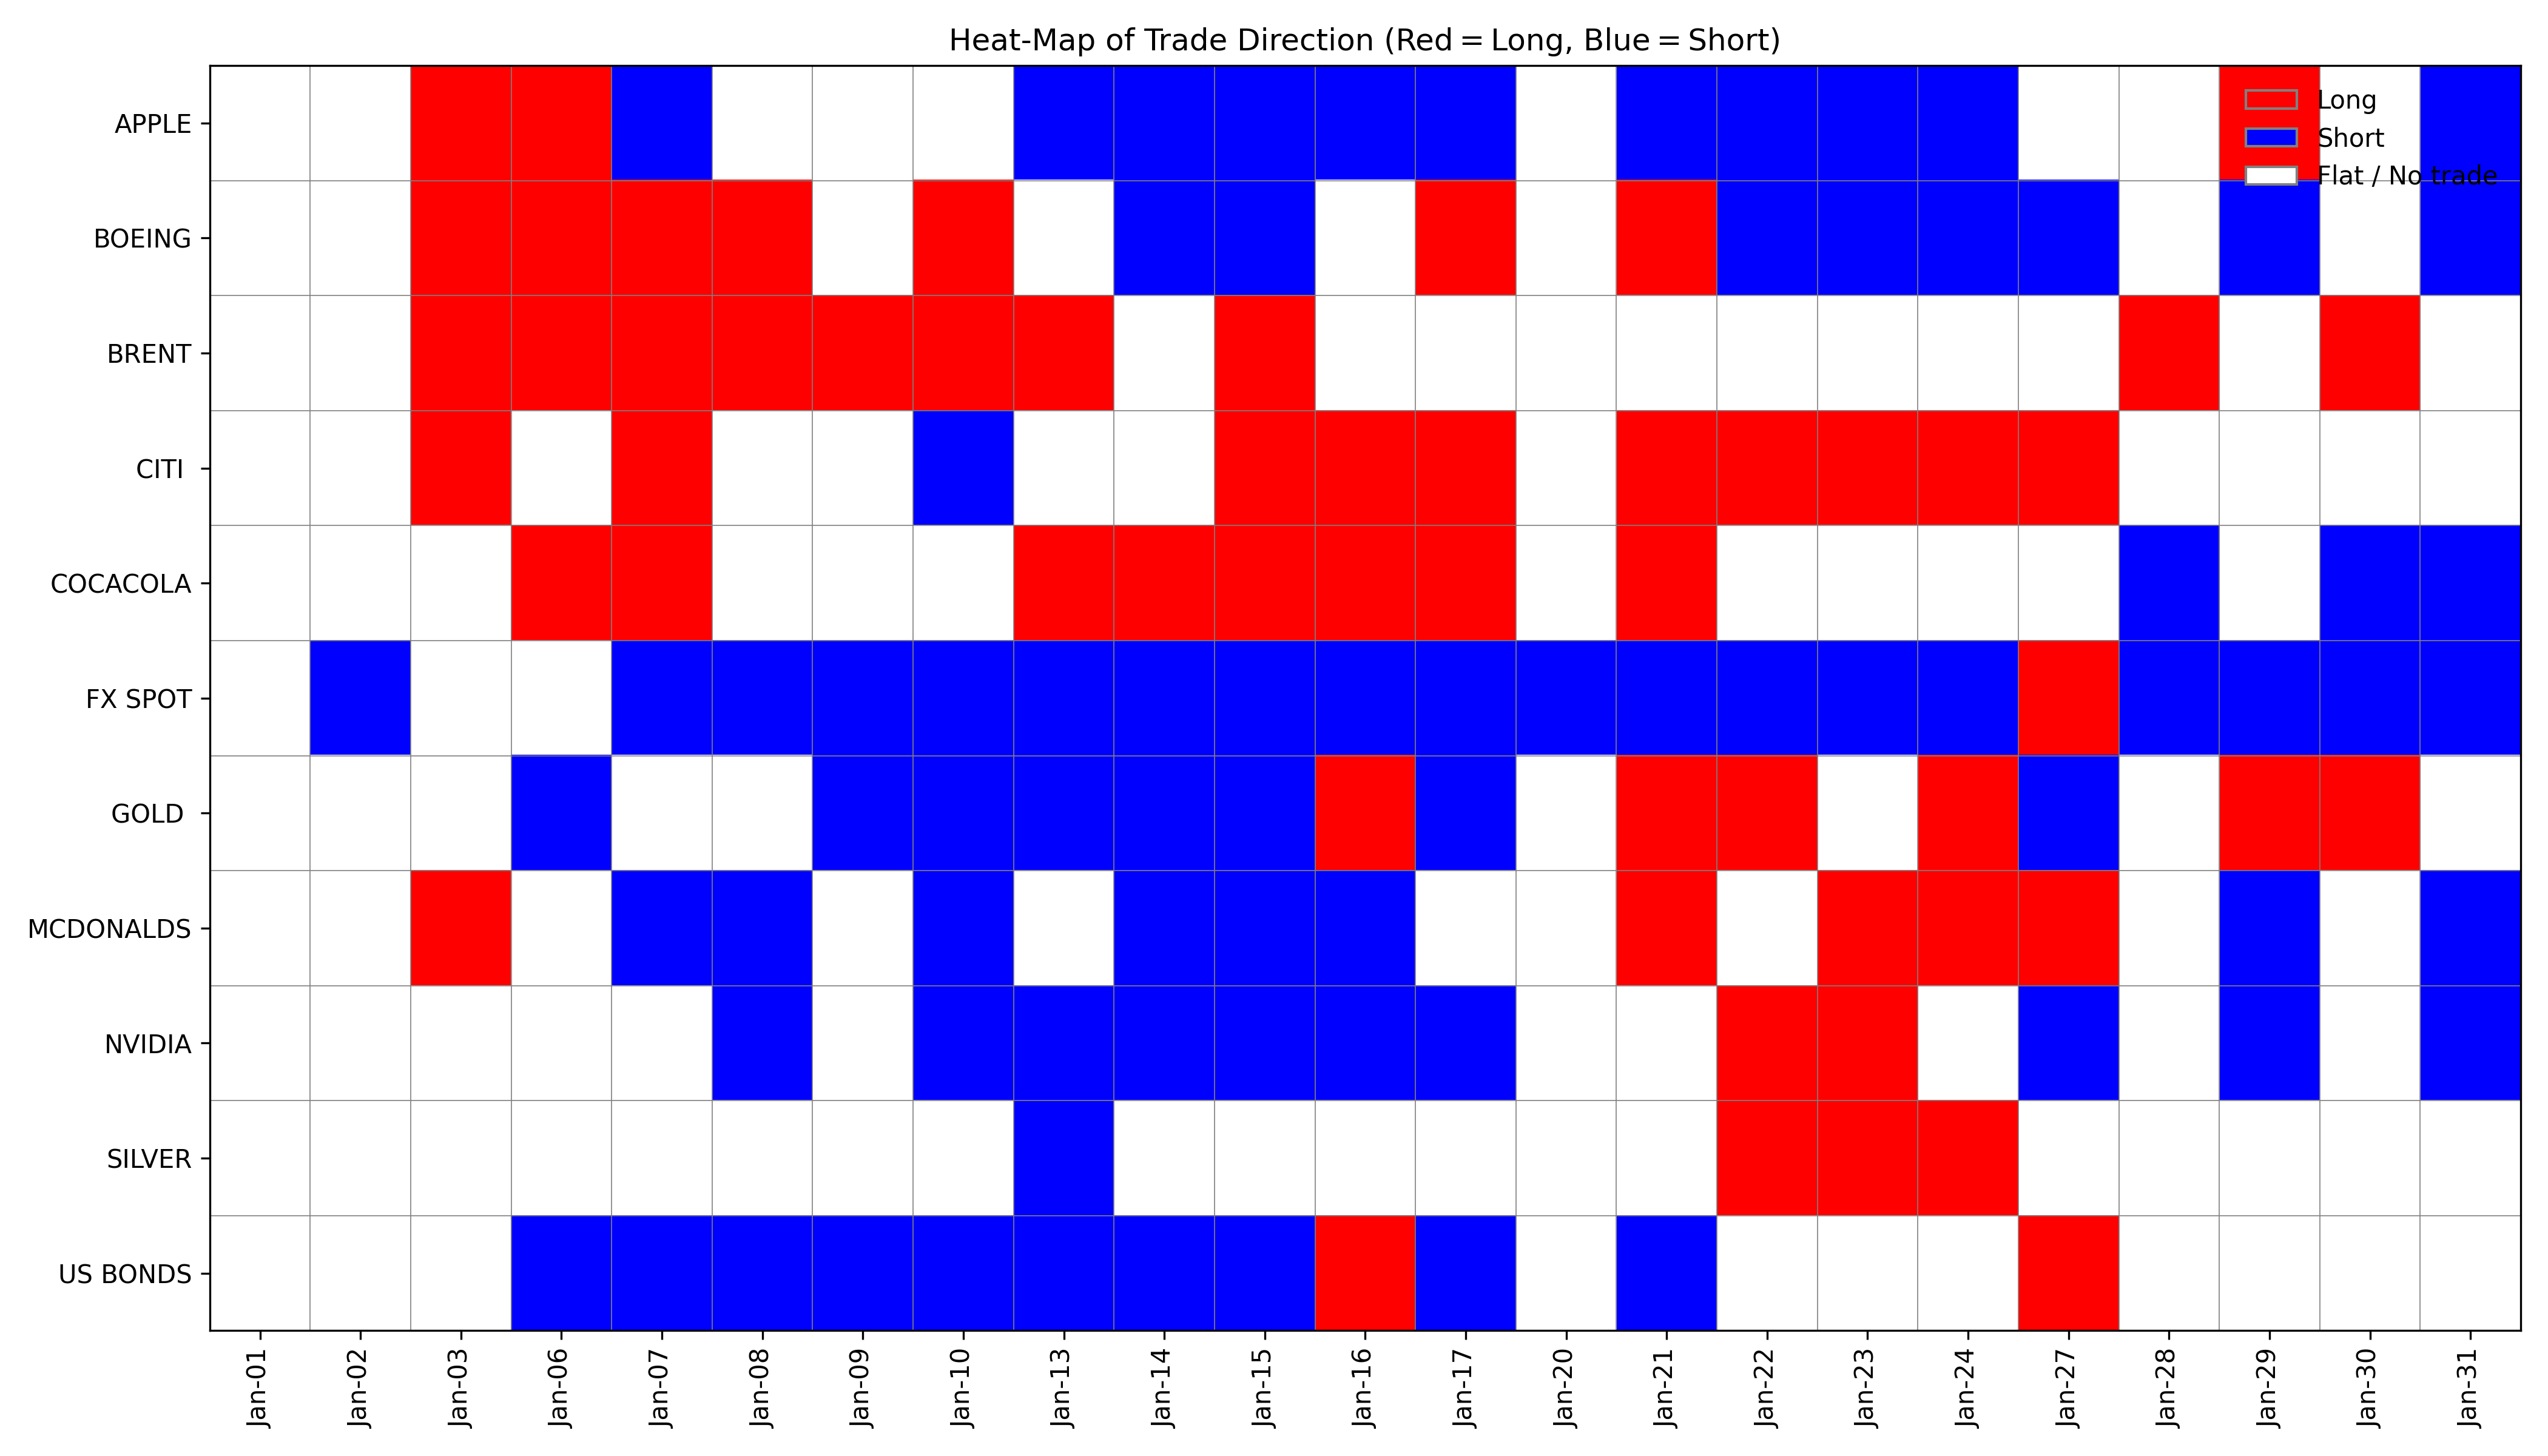 Heat-Map of Trade Direction (Red = Long, Blue = Short)
Long
Short
Flat / No trade
APPLE
BOEING
BRENT
CITI
COCACOLA
FX SPOT
GOLD
MCDONALDS
NVIDIA
SILVER
US BONDS
Jan-01
Jan-02
Jan-03
Jan-06
Jan-07
Jan-08
Jan-09
Jan-10
Jan-13
Jan-14
Jan-15
Jan-16
Jan-17
Jan-20
Jan-21
Jan-22
Jan-23
Jan-24
Jan-27
Jan-28
Jan-29
Jan-30
Jan-31